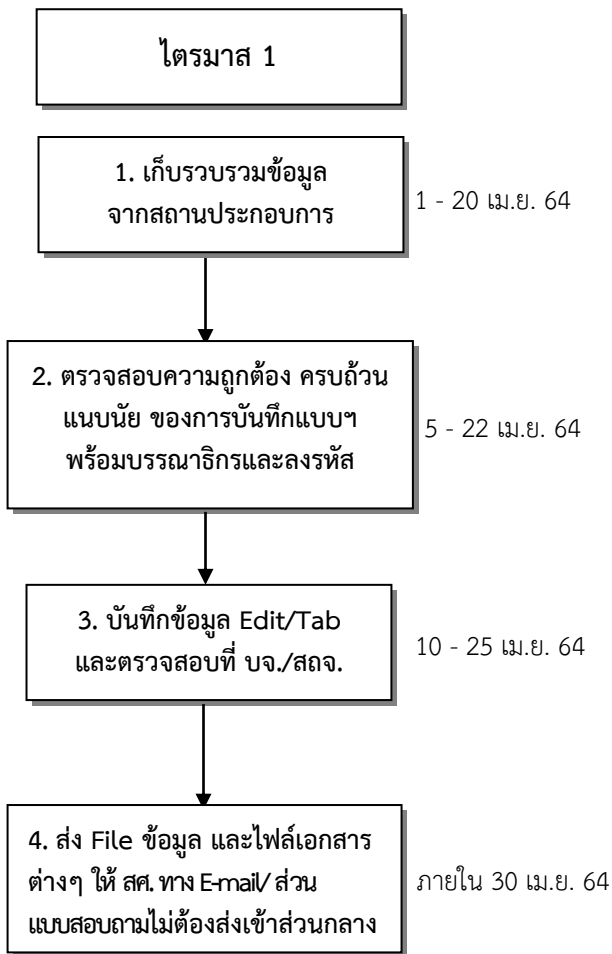 ไตรมาส 1
1. เก็บรวบรวมข้อมูล
จากสถานประกอบการ
1 - 20 เม.ย. 64
2. ตรวจสอบความถูกต้อง ครบถ้วน
แนบนัย ของการบันทึกแบบฯ
พร้อมบรรณาธิกรและลงรหัส
5 - 22 เม.ย. 64
3. บันทึกข้อมูล Edit/Tab
และตรวจสอบที่ บจ./สถจ.
10 - 25 เม.ย. 64
4. ส่ง File ข้อมูล และไฟล์เอกสาร
ต่างๆ ให้ สศ. ทาง E-mail/ ส่วน
แบบสอบถามไม่ต้องส่งเข้าส่วนกลาง
ภายใน 30 เม.ย. 64